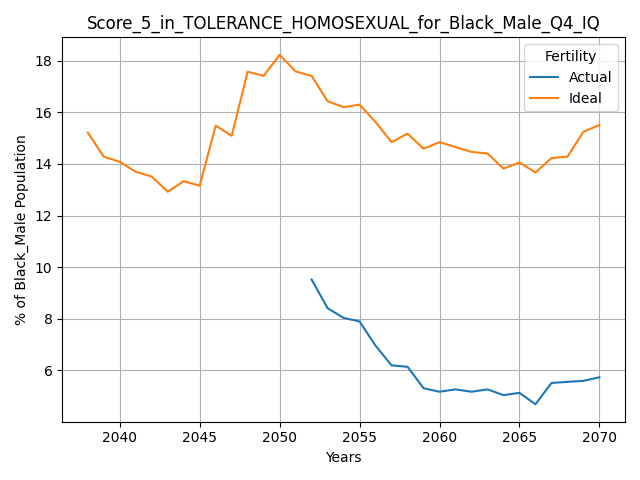 Score_5_in_TOLERANCE_HOMOSEXUAL_for_Black_Male_Q4_IQ
Fertility
Actual
Ideal
% of Black_Male Population
18
16
14
12
10
8
6
2040 2045 2050 2055 2060 2065 2070
Years